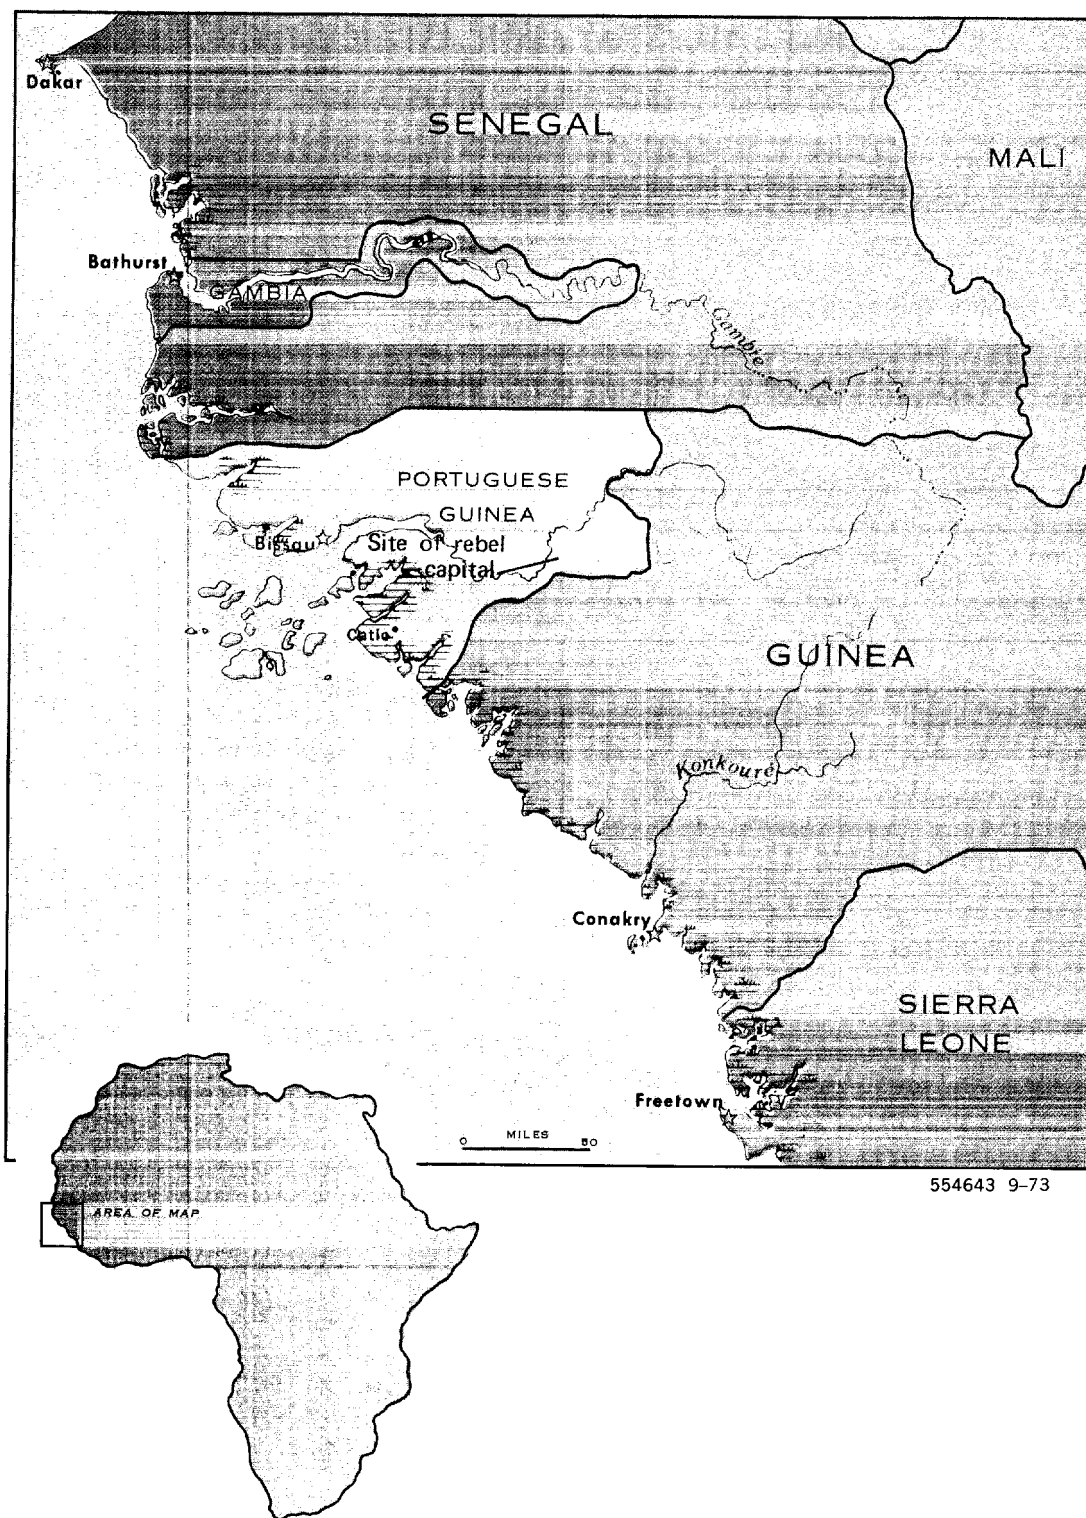 Dakar
SENEGAL
MALI
Bathurst
GAMBIA
Gambie
PORTUGUESE
GUINEA
Bissau
Site of rebel
capital
Catio
GUINEA
Konkouré
Conakry
SIERRA
LEONE
Freetown
0 MILES 50
554643 9-73
AREA OF MAP